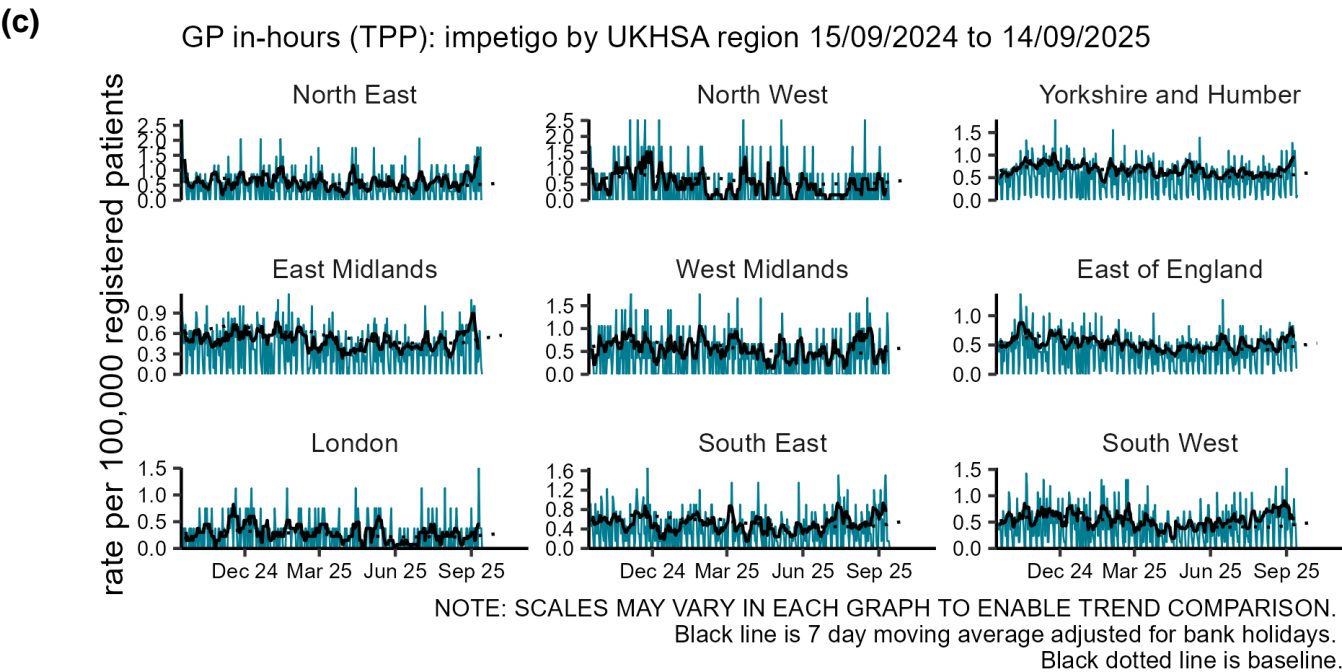 (c)
GP in-hours (TPP): impetigo by UKHSA region 15/09/2024 to 14/09/2025
rate per 100,000 registered patients
North East
North West
Yorkshire and Humber
2.5
2.0
1.5
1.0
0.5
0.0
2.5
2.0
1.5
1.0
0.5
0.0
1.5
1.0
0.5
0.0
East Midlands
West Midlands
East of England
0.9
0.6
0.3
0.0
1.5
1.0
0.5
0.0
1.0
0.5
0.0
London
South East
South West
1.5
1.0
0.5
0.0
1.6
1.2
0.8
0.4
0.0
1.5
1.0
0.5
0.0
Dec 24 Mar 25 Jun 25 Sep 25
Dec 24 Mar 25 Jun 25 Sep 25
Dec 24 Mar 25 Jun 25 Sep 25
NOTE: SCALES MAY VARY IN EACH GRAPH TO ENABLE TREND COMPARISON.
Black line is 7 day moving average adjusted for bank holidays.
Black dotted line is baseline.